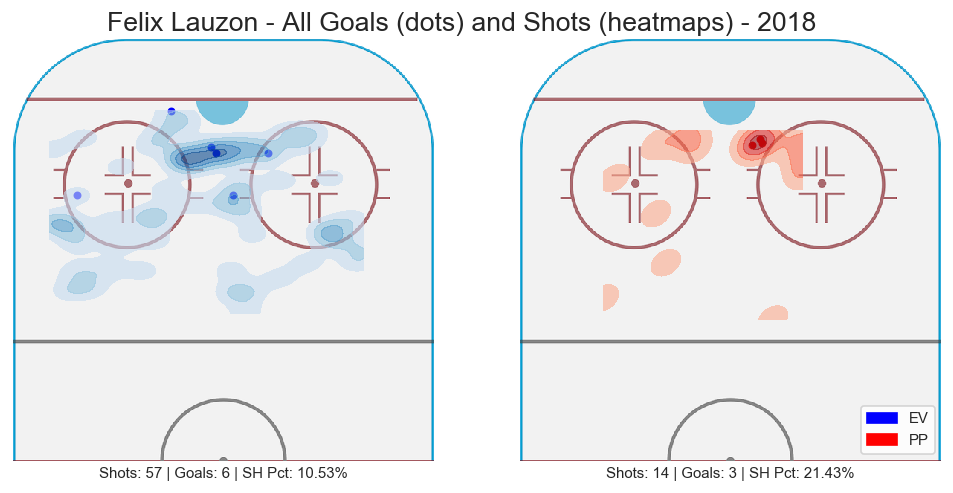 Felix Lauzon - All Goals (dots) and Shots (heatmaps) - 2018
EV
PP
Shots: 57 | Goals: 6 | SH Pct: 10.53%
Shots: 14 | Goals: 3 | SH Pct: 21.43%